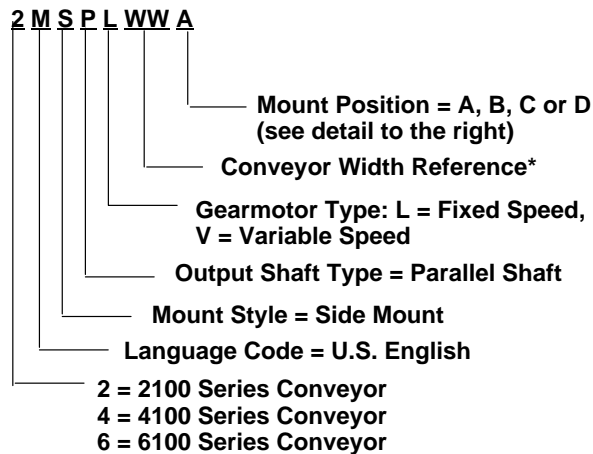 2 M S P L WW A
Mount Position = A, B, C or D
(see detail to the right)
Conveyor Width Reference*
Gearmotor Type: L = Fixed Speed,
V = Variable Speed
Output Shaft Type = Parallel Shaft
Mount Style = Side Mount
Language Code = U.S. English
2 = 2100 Series Conveyor
4 = 4100 Series Conveyor
6 = 6100 Series Conveyor